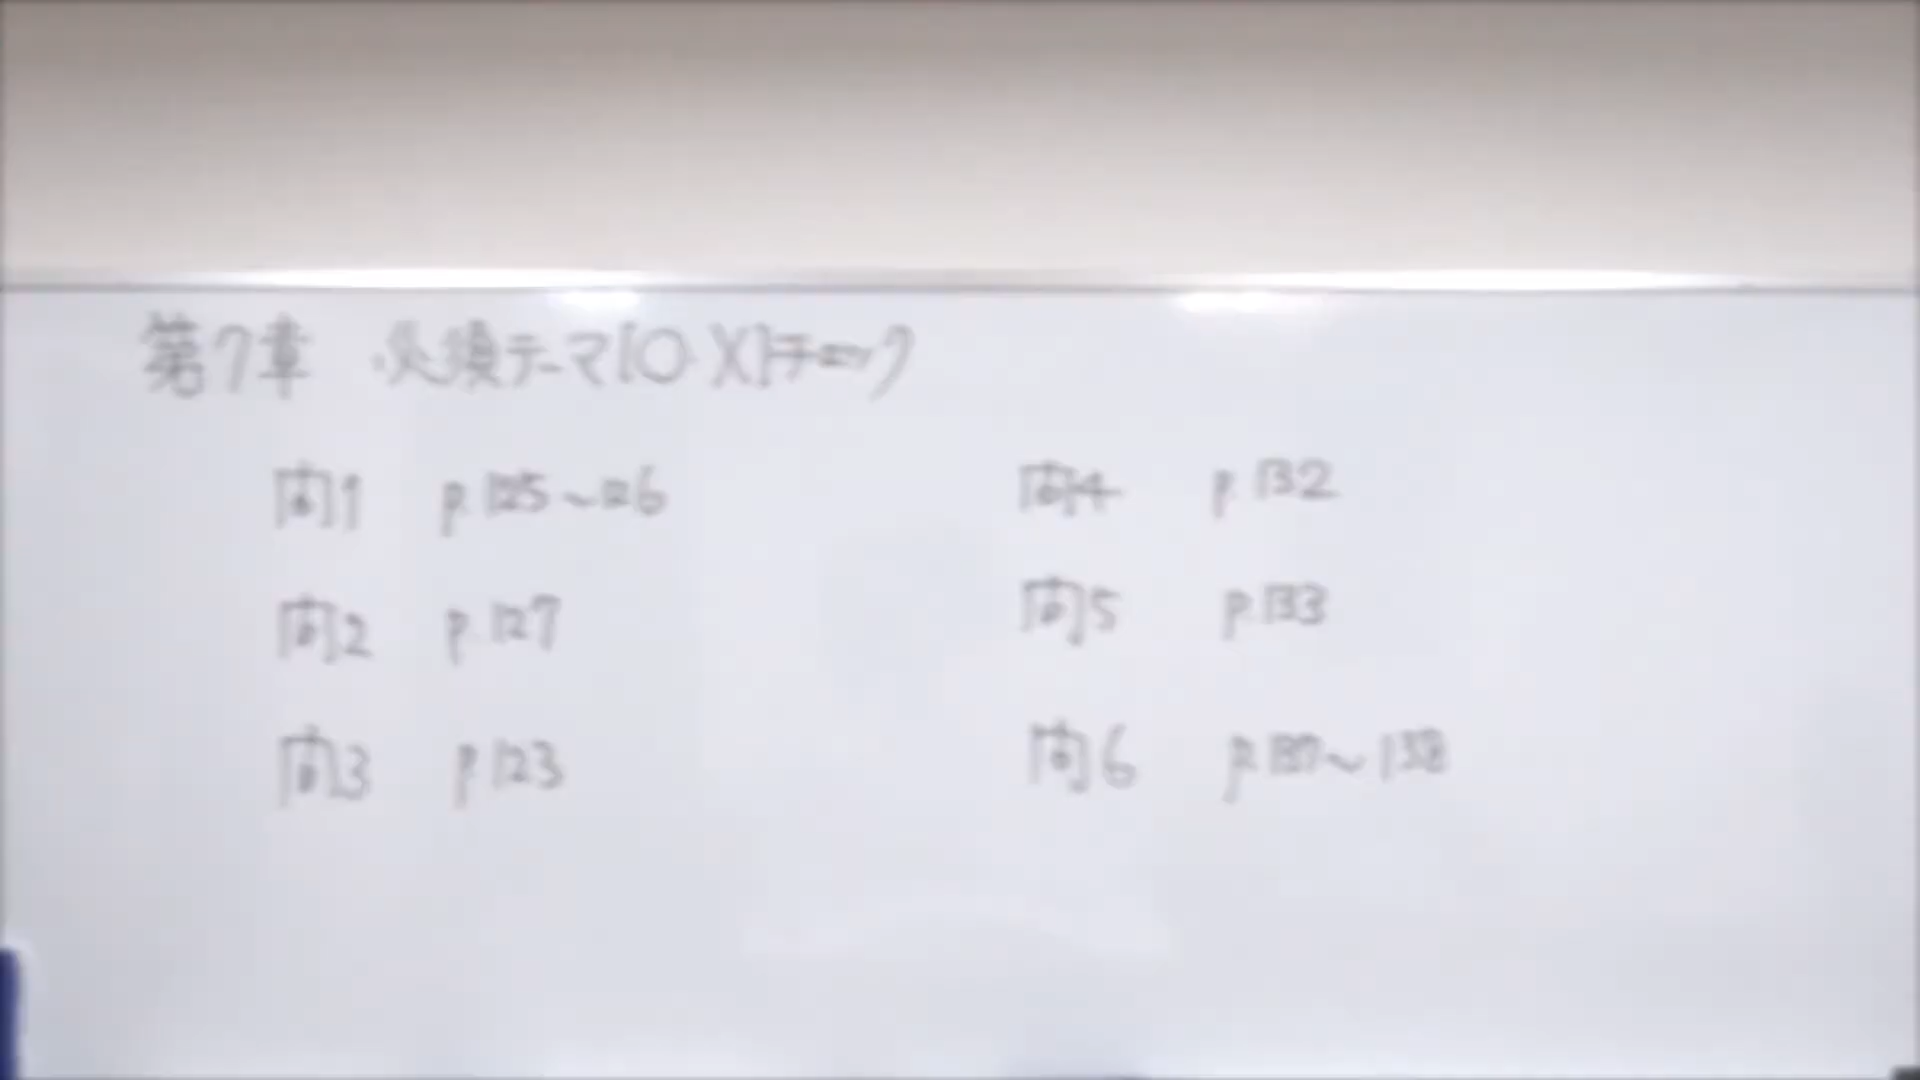 第7章 必須テーマ[〇・×]チェック
問1 p.125～126
問2 p.127
問3 p.123
問4 p.132
問5 p.133
問6 p.137～138